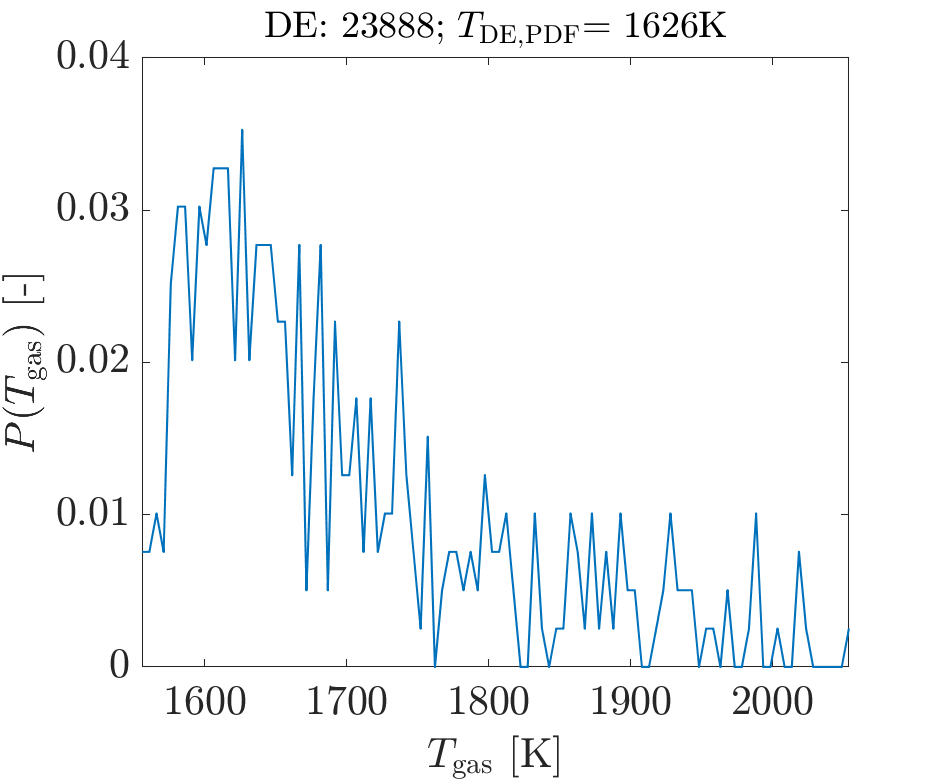 DE: 23888; T_DE,PDF= 1626K
0.04
0.03
0.02
0.01
0
P(T_gas) [-]
1600 1700 1800 1900 2000
T_gas [K]